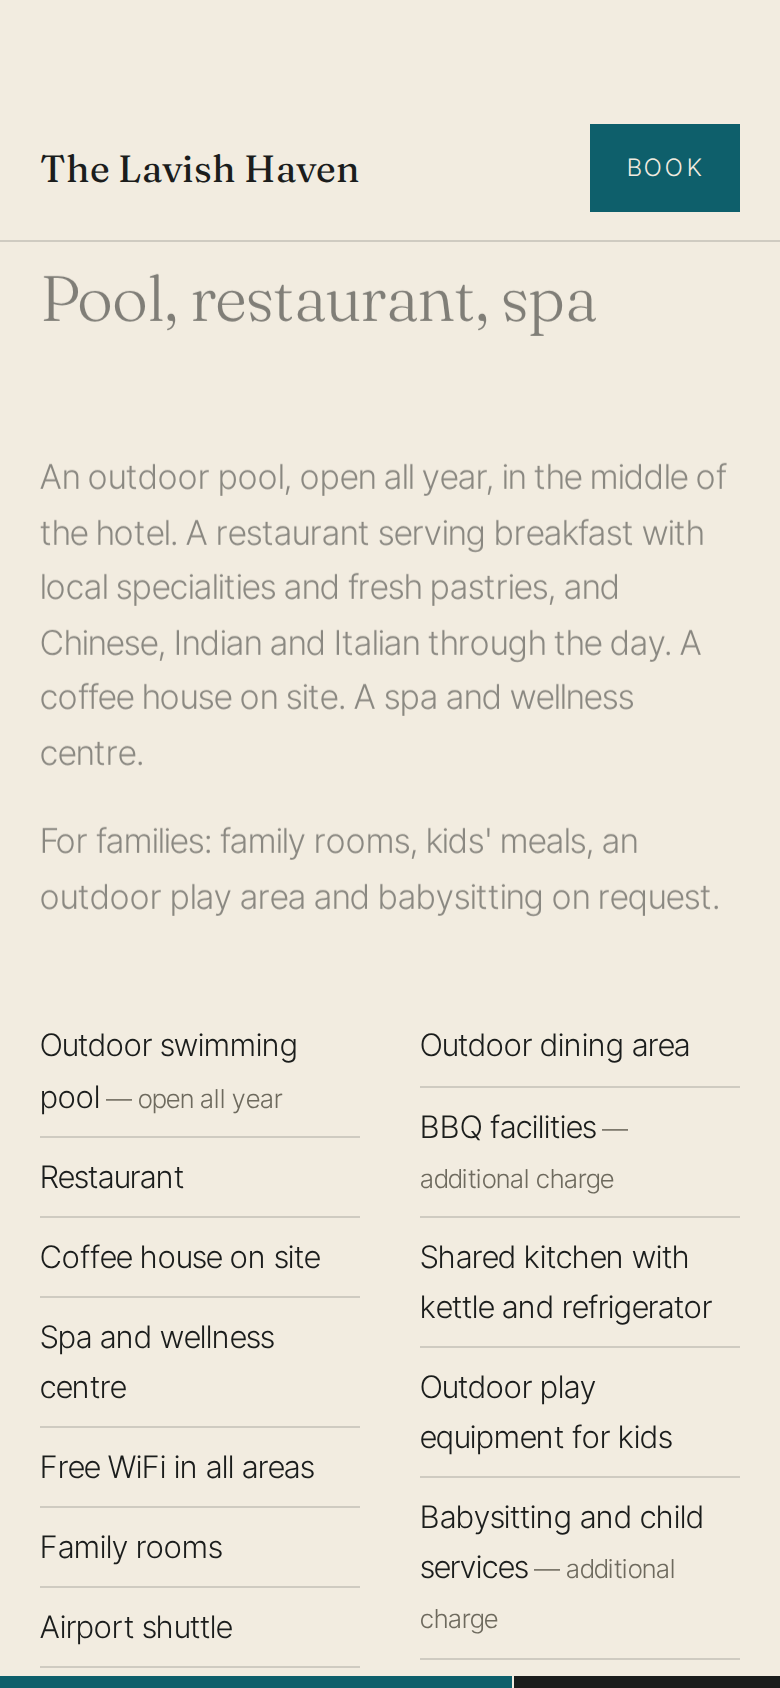 The Lavish Haven
BOOK
Pool, restaurant, spa
An outdoor pool, open all year, in the middle of
the hotel. A restaurant serving breakfast with
local specialities and fresh pastries, and
Chinese, Indian and Italian through the day. A
coffee house on site. A spa and wellness
centre.
For families: family rooms, kids' meals, an
outdoor play area and babysitting on request.
Outdoor swimming
pool — open all year
Restaurant
Coffee house on site
Spa and wellness
centre
Free WiFi in all areas
Family rooms
Airport shuttle
Outdoor dining area
BBQ facilities —
additional charge
Shared kitchen with
kettle and refrigerator
Outdoor play
equipment for kids
Babysitting and child
services — additional
charge